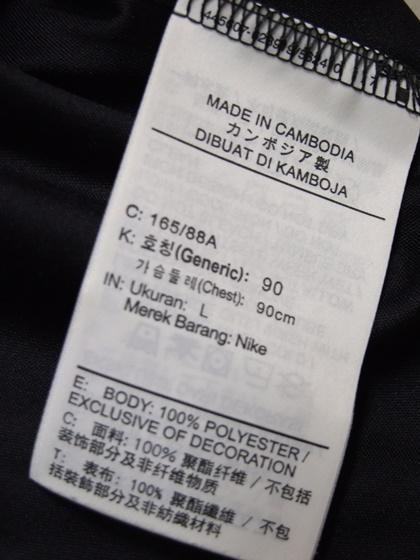 MADE IN CAMBODIA
カンボジア製
DIBUAT DI KAMBOJA
C: 165/88A
K: 호칭(Generic): 90
가슴둘레(Chest): 90cm
IN: Ukuran: L
Merek Barang: Nike
E: BODY: 100% POLYESTER /
EXCLUSIVE OF DECORATION
C: 面料: 100% 聚酯纤维 / 不包括
装饰部分及非纤维物质
T: 表布: 100% 聚酯纖維 / 不包
括裝飾部分及非紡織材料